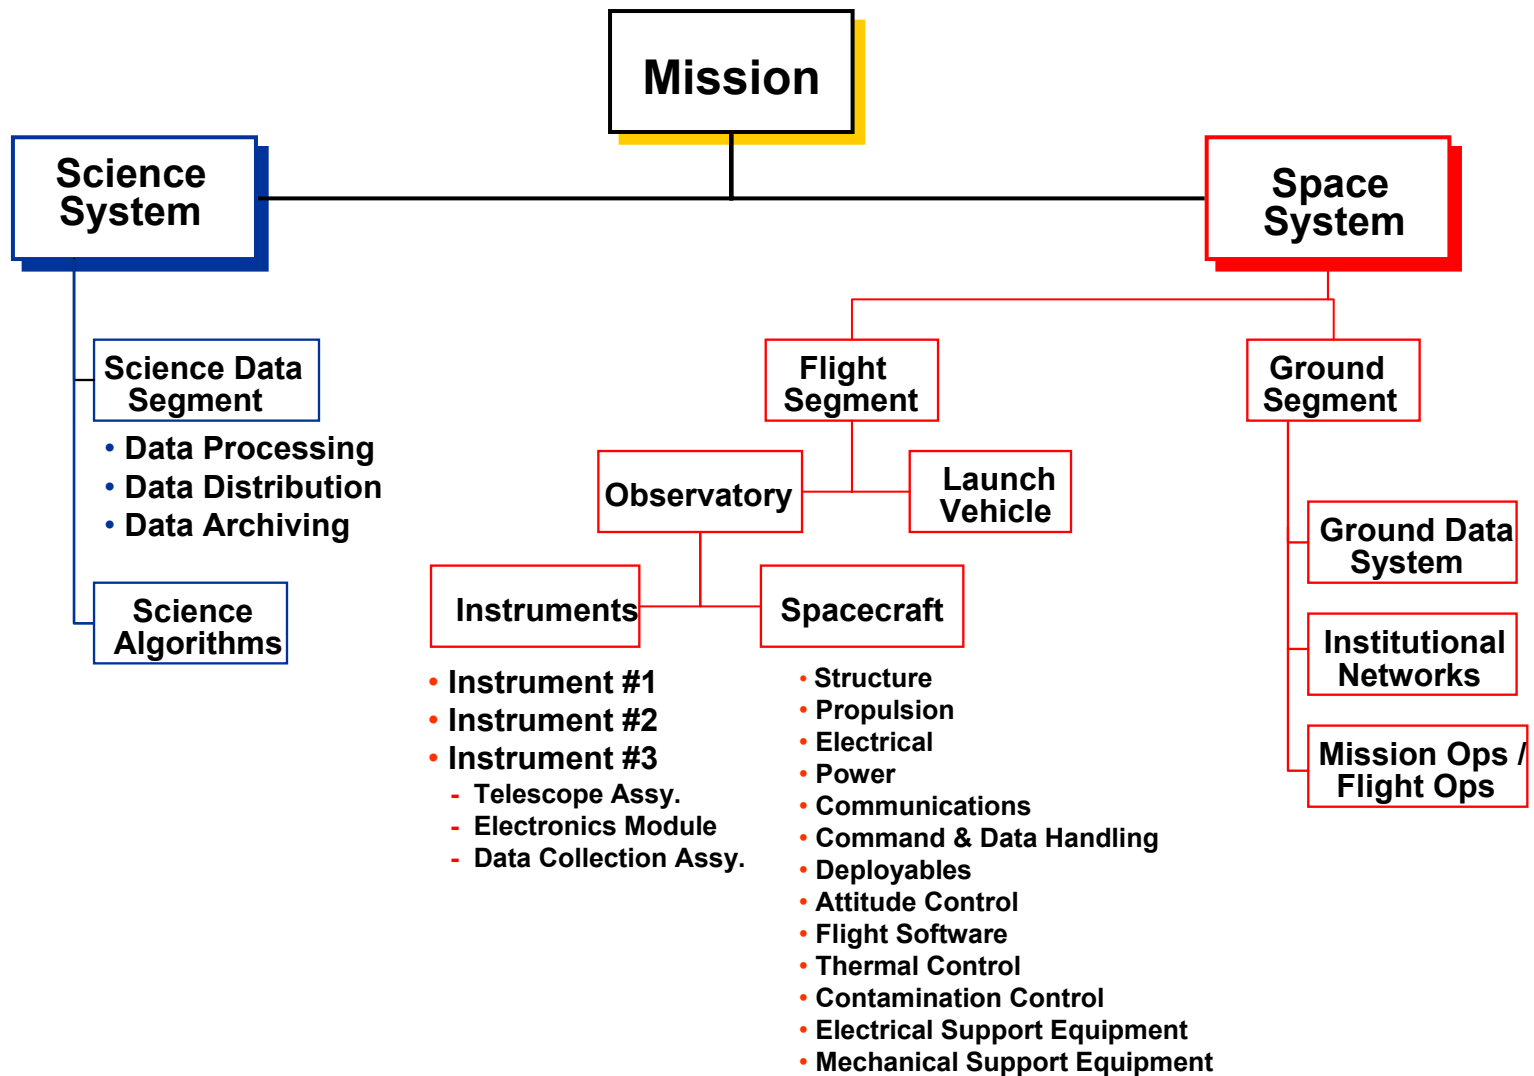 Mission
Science
System
Space
System
Science Data
Segment
• Data Processing
• Data Distribution
• Data Archiving
Science
Algorithms
Flight
Segment
Observatory
Launch
Vehicle
Instruments
• Instrument #1
• Instrument #2
• Instrument #3
- Telescope Assy.
- Electronics Module
- Data Collection Assy.
Spacecraft
• Structure
• Propulsion
• Electrical
• Power
• Communications
• Command & Data Handling
• Deployables
• Attitude Control
• Flight Software
• Thermal Control
• Contamination Control
• Electrical Support Equipment
• Mechanical Support Equipment
Ground
Segment
Ground Data
System
Institutional
Networks
Mission Ops /
Flight Ops